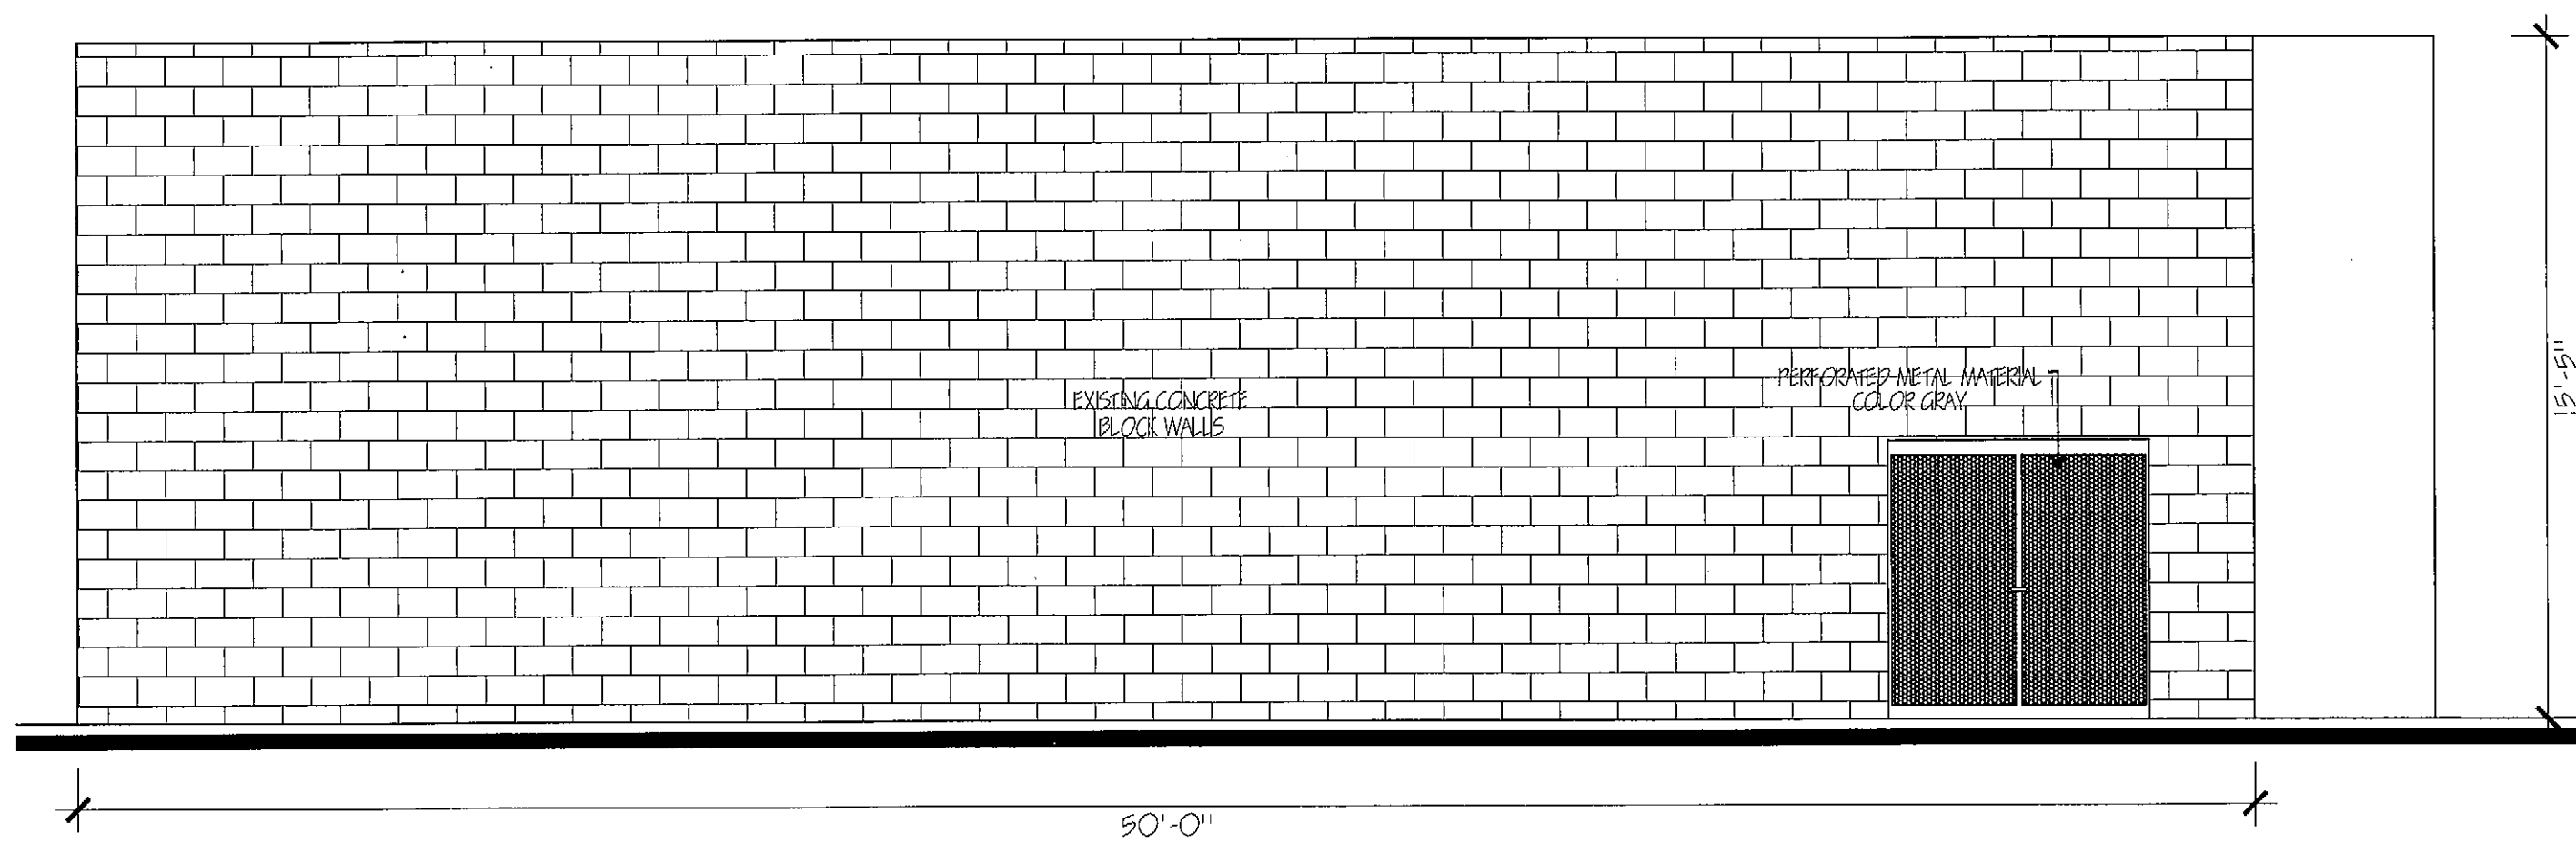 EXISTING CONCRETE
BLOCK WALLS
PERFORATED METAL MATERIAL
COLOR GRAY
15'-5"
50'-0"